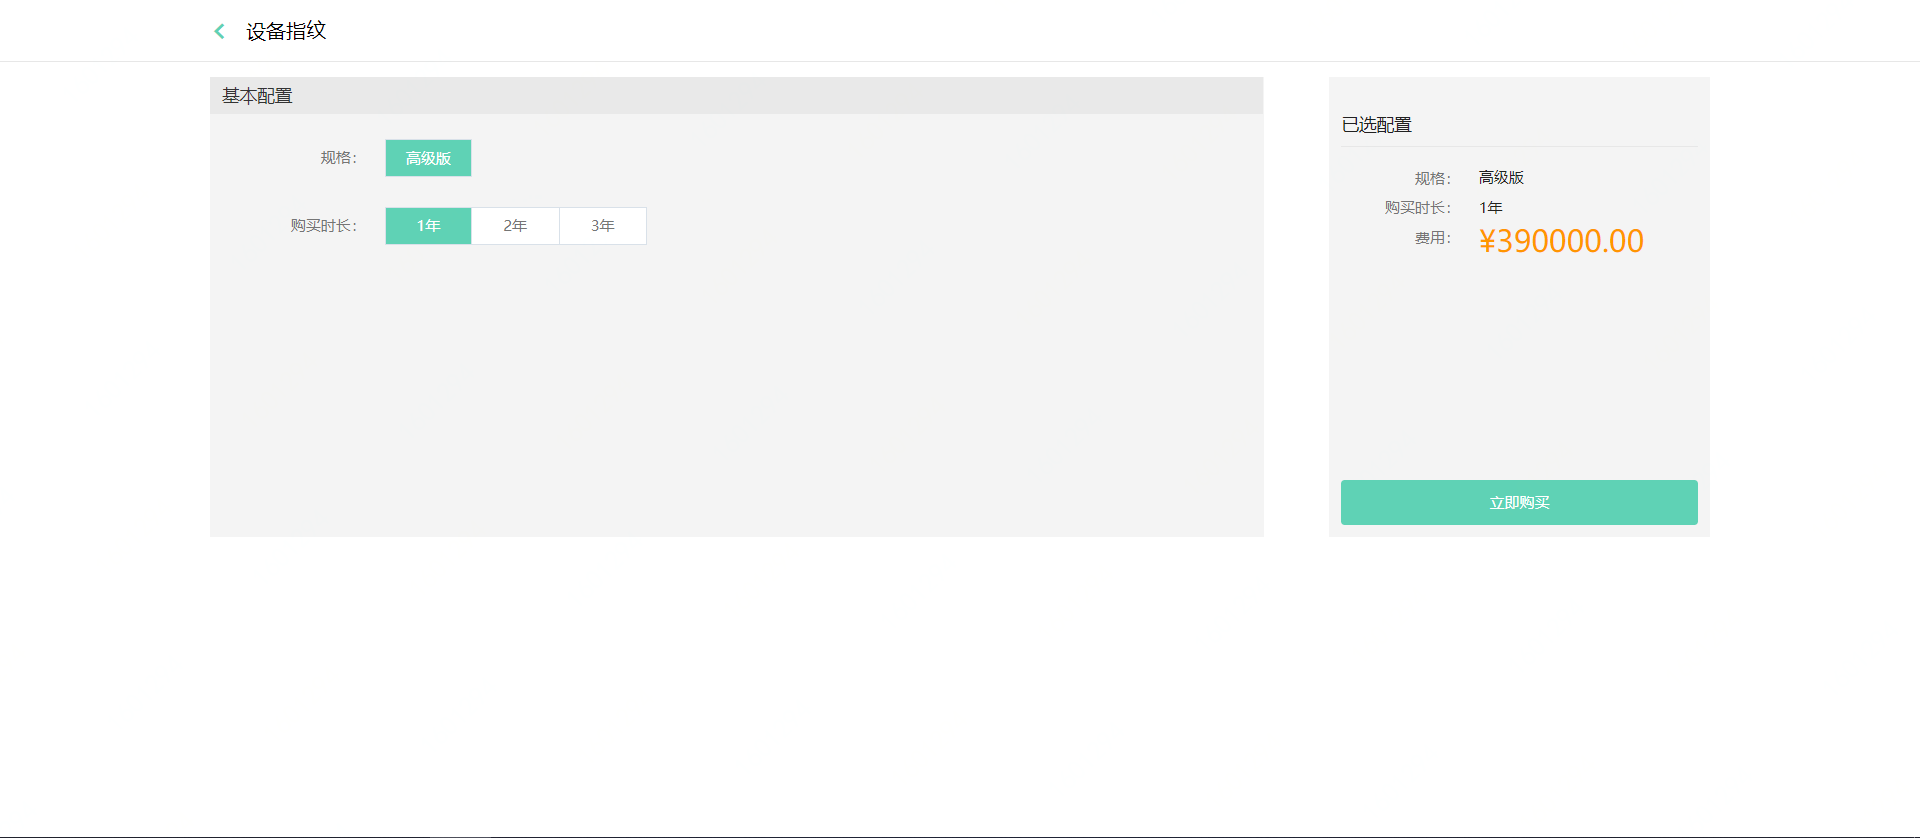 设备指纹
基本配置
规格：
高级版
购买时长：
1年
2年
3年
已选配置
规格：
高级版
购买时长：
1年
费用：
¥390000.00
立即购买